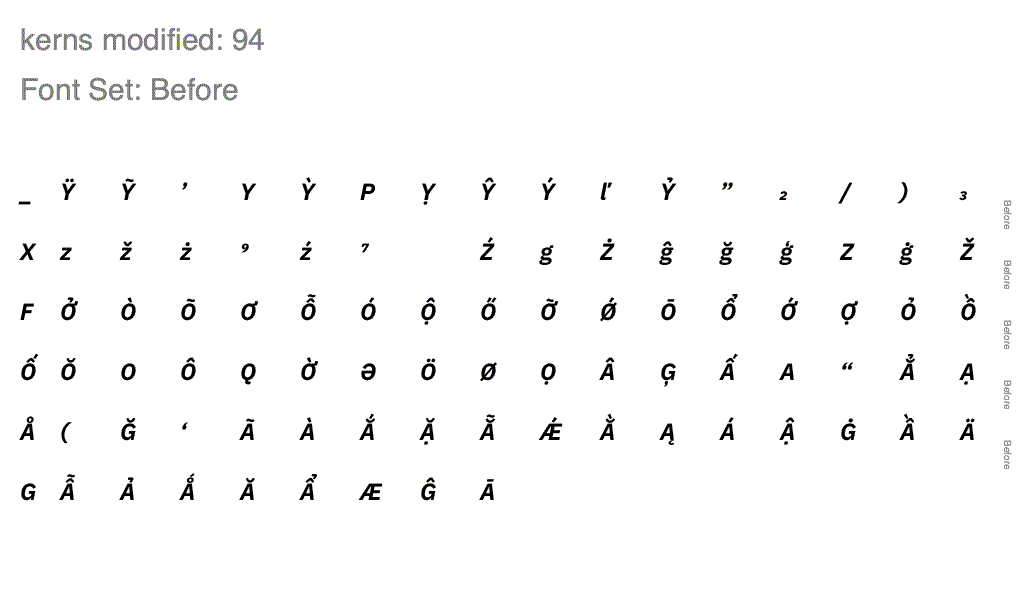 kerns modified: 94
Font Set: Before
_ Ÿ Ỹ ’ Y Ỳ P Ỵ Ŷ Ý ľ Ỷ ” ₂ / ) ₃
X z ž ż ⁹ ź ⁷ Ź g Ż ĝ ğ ģ Z ġ Ž
F Ở Ò Õ Ơ Ỗ Ó Ộ Ő Ỡ Ǿ Ō Ổ Ớ Ợ Ỏ Ồ
Ố Ŏ O Ô Q Ờ Ə Ö Ø Ọ Â Ģ Ấ A “ Ẳ Ạ
Å ( Ğ ‘ Ã À Ắ Ặ Ẵ Ǽ Ằ Ą Á Ậ Ġ Ầ Ä
G Ẫ Ả Ǻ Ă Ẩ Æ Ĝ Ā
Before
Before
Before
Before
Before